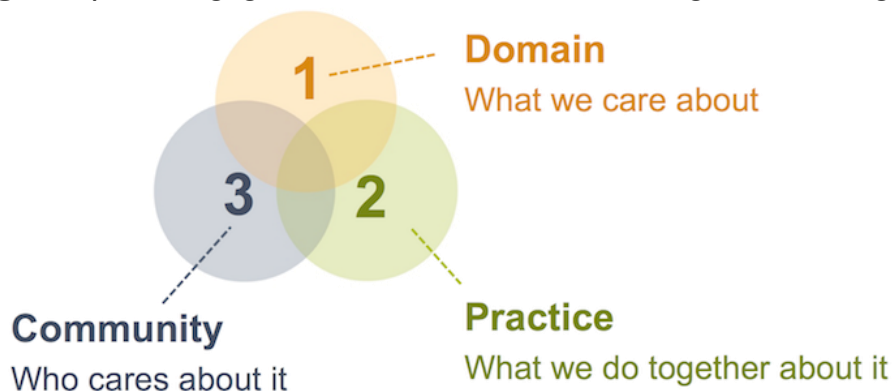 1
Domain
What we care about
3
2
Community
Who cares about it
Practice
What we do together about it